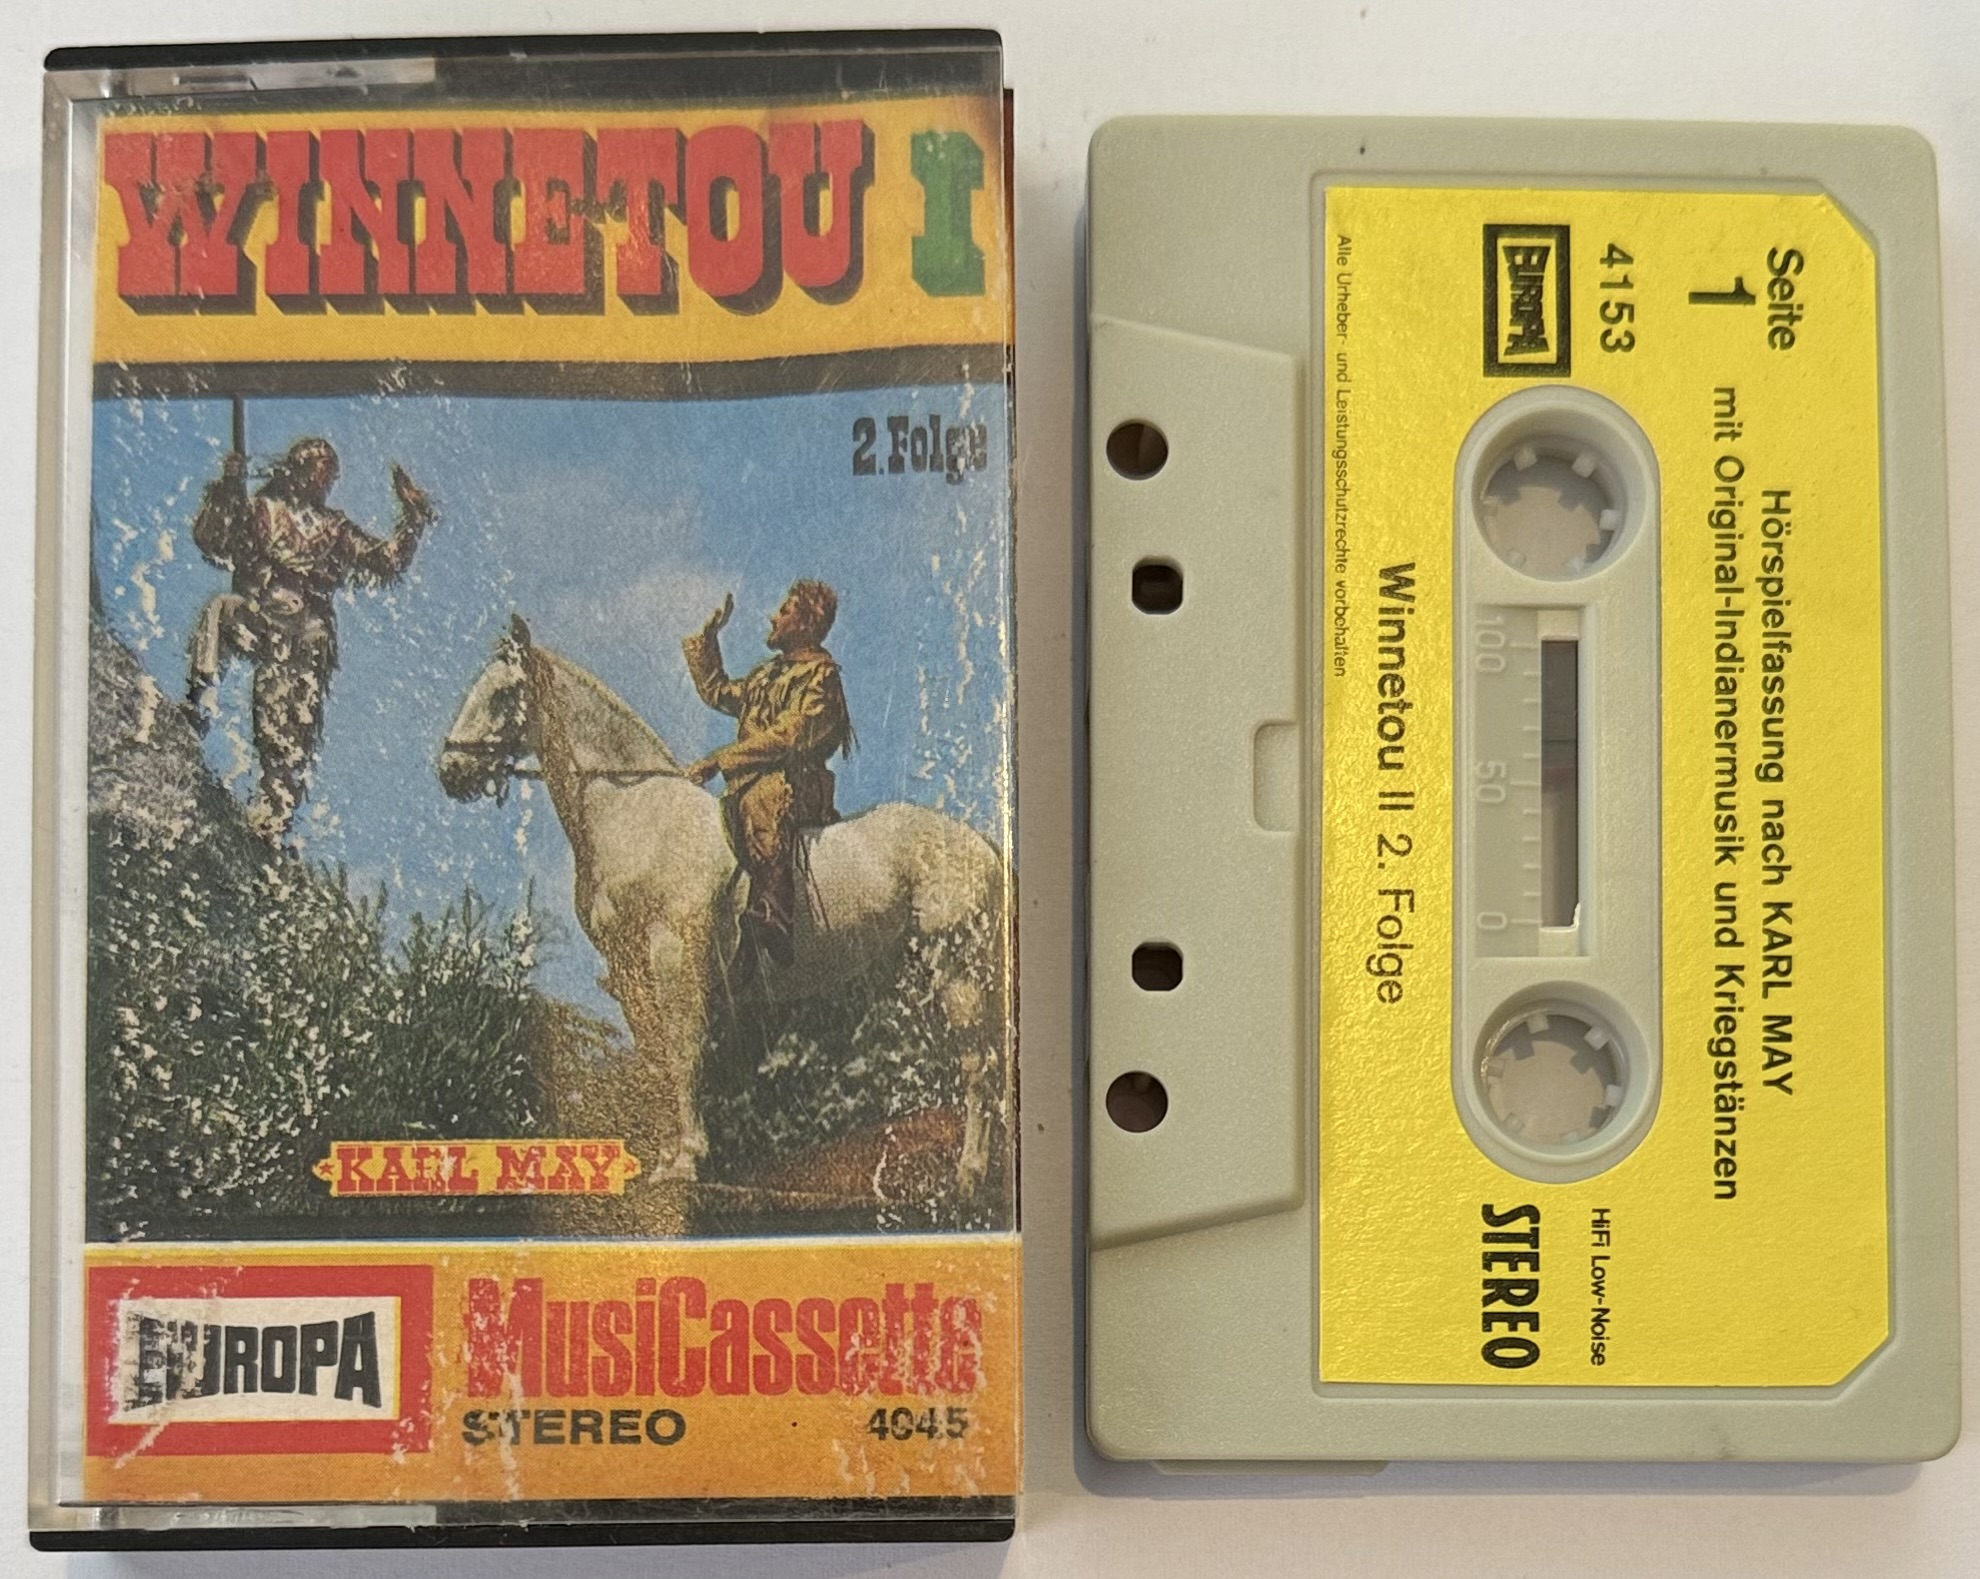 WINNETOU 1
2. Folge
KARL MAY
EUROPA
MusiCassette
STEREO
4045
Seite
1
Hörspielfassung nach KARL MAY
mit Original-Indianermusik und Kriegstänzen
4153
EUROPA
100 50 0
HiFi Low-Noise
STEREO
Winnetou II 2. Folge
Alle Urheber- und Leistungsschutzrechte vorbehalten